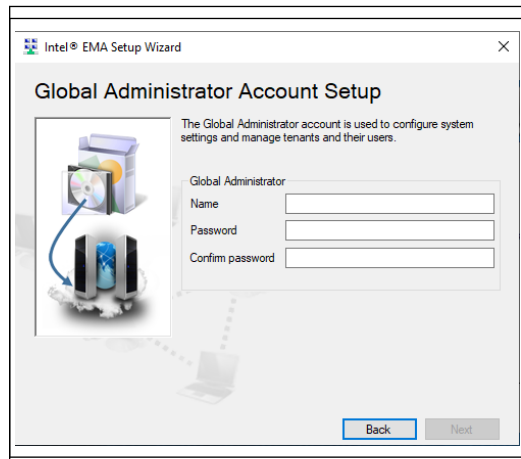 Intel® EMA Setup Wizard
Global Administrator Account Setup
The Global Administrator account is used to configure system
settings and manage tenants and their users.
Global Administrator
Name
Password
Confirm password
Back
Next